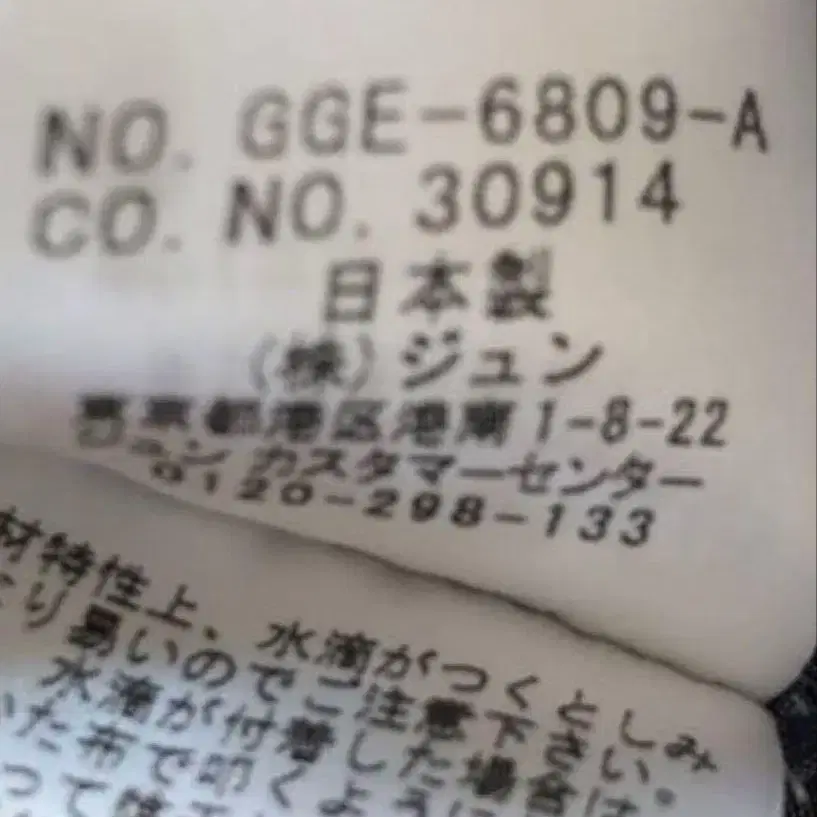 NO. GGE-6809-A
CO. NO. 30914
日本製
(株)ジュン
東京都港区港南1-8-22
ジュン カスタマーセンター
0120-298-133
材特性上、水滴がつくとしみ
になり易いのでご注意下さい。
水滴が付着した場合は
いた布で叩くように
って